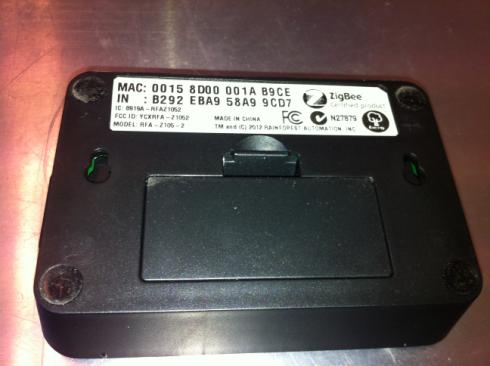 MAC: 0015 8D00 001A B9CE
IN : B292 EBA9 58A9 9CD7
IC: 8919A-RFAZ1052
FCC ID: YCXRFA-Z1052
MODEL: RFA-Z105-2
MADE IN CHINA
TM and (C) 2012 RAINFOREST AUTOMATION, INC
ZigBee
Certified product
FC
N27879